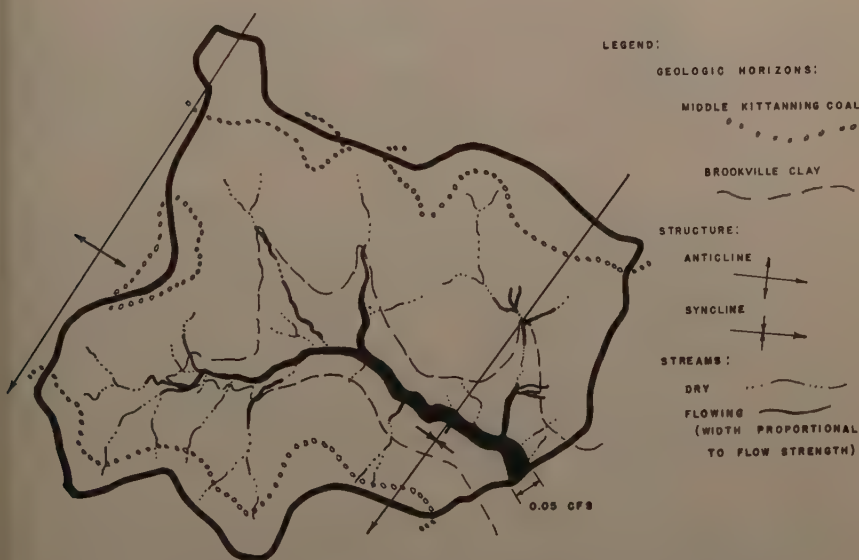 LEGEND:
GEOLOGIC HORIZONS:
MIDDLE KITTANNING COAL
BROOKVILLE CLAY
STRUCTURE:
ANTICLINE
SYNCLINE
STREAMS:
DRY
FLOWING
(WIDTH PROPORTIONAL
TO FLOW STRENGTH)
0.05 CFS